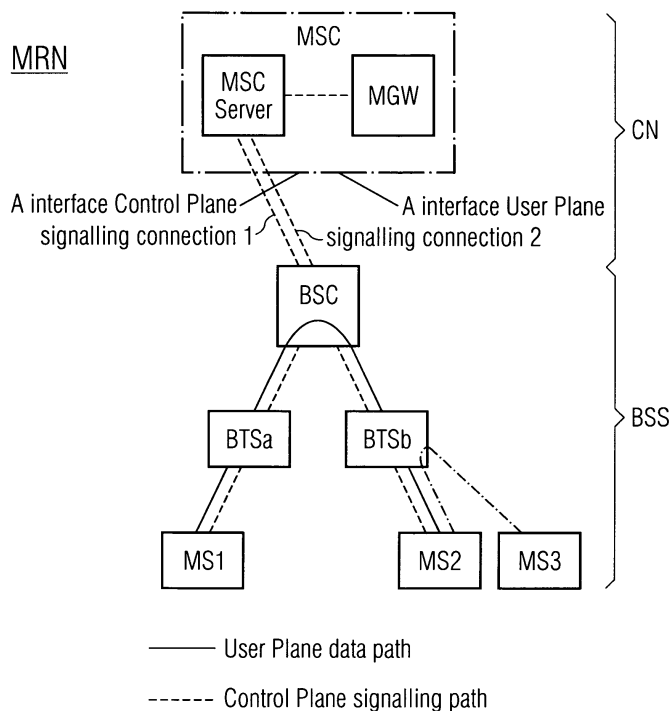 MRN
MSC
MSC
Server
MGW
CN
A interface Control Plane
signalling connection 1
A interface User Plane
signalling connection 2
BSC
BTSa
BTSb
BSS
MS1
MS2
MS3
User Plane data path
Control Plane signalling path